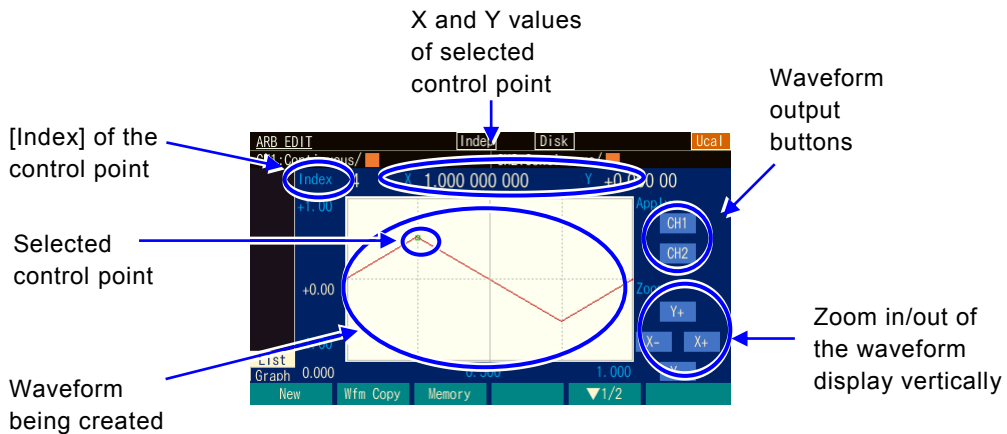 X and Y values
of selected
control point
Waveform
output
buttons
[Index] of the
control point
Selected
control point
Waveform
being created
Zoom in/out of
the waveform
display vertically
ARB EDIT Index Disk Ucal
Index 4 X 1.000 000 000 Y
+1.00
CH1
CH2
+0.00
Y+
X- X+
List
Graph 0.000 1.000
New Wfm Copy Memory ▼1/2